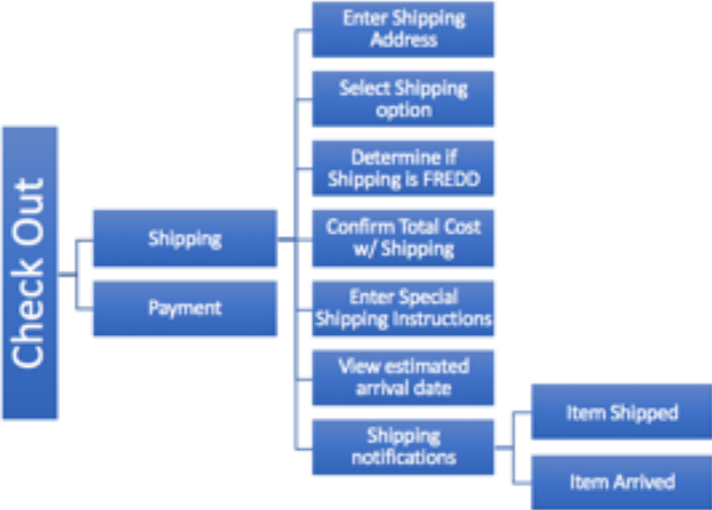 Check Out
Shipping
Payment
Enter Shipping
Address
Select Shipping
option
Determine if
Shipping is FREDD
Confirm Total Cost
w/ Shipping
Enter Special
Shipping Instructions
View estimated
arrival date
Shipping
notifications
Item Shipped
Item Arrived